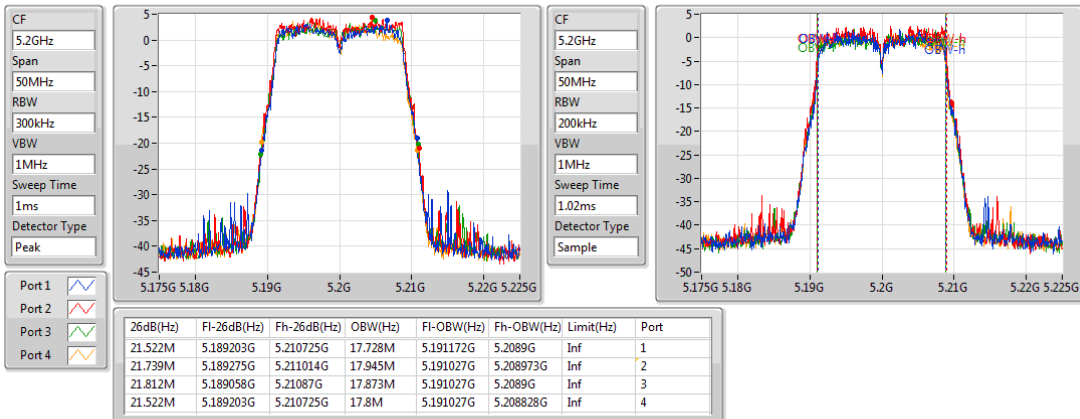 CF
5.2GHz
Span
50MHz
RBW
300kHz
VBW
1MHz
Sweep Time
1ms
Detector Type
Peak
5
0
-5
-10
-15
-20
-25
-30
-35
-40
-45
5.175G 5.18G 5.19G 5.2G 5.21G 5.22G 5.225G
CF
5.2GHz
Span
50MHz
RBW
200kHz
VBW
1MHz
Sweep Time
1.02ms
Detector Type
Sample
5
0
-5
-10
-15
-20
-25
-30
-35
-40
-45
-50
5.175G 5.18G 5.19G 5.2G 5.21G 5.22G 5.225G
Port 1
Port 2
Port 3
Port 4
26dB(Hz) Fl-26dB(Hz) Fh-26dB(Hz) OBW(Hz) Fl-OBW(Hz) Fh-OBW(Hz) Limit(Hz) Port
21.522M 5.189203G 5.210725G 17.728M 5.191172G 5.2089G Inf 1
21.739M 5.189275G 5.211014G 17.945M 5.191027G 5.208973G Inf 2
21.812M 5.189058G 5.21087G 17.873M 5.191027G 5.2089G Inf 3
21.522M 5.189203G 5.210725G 17.8M 5.191027G 5.208828G Inf 4